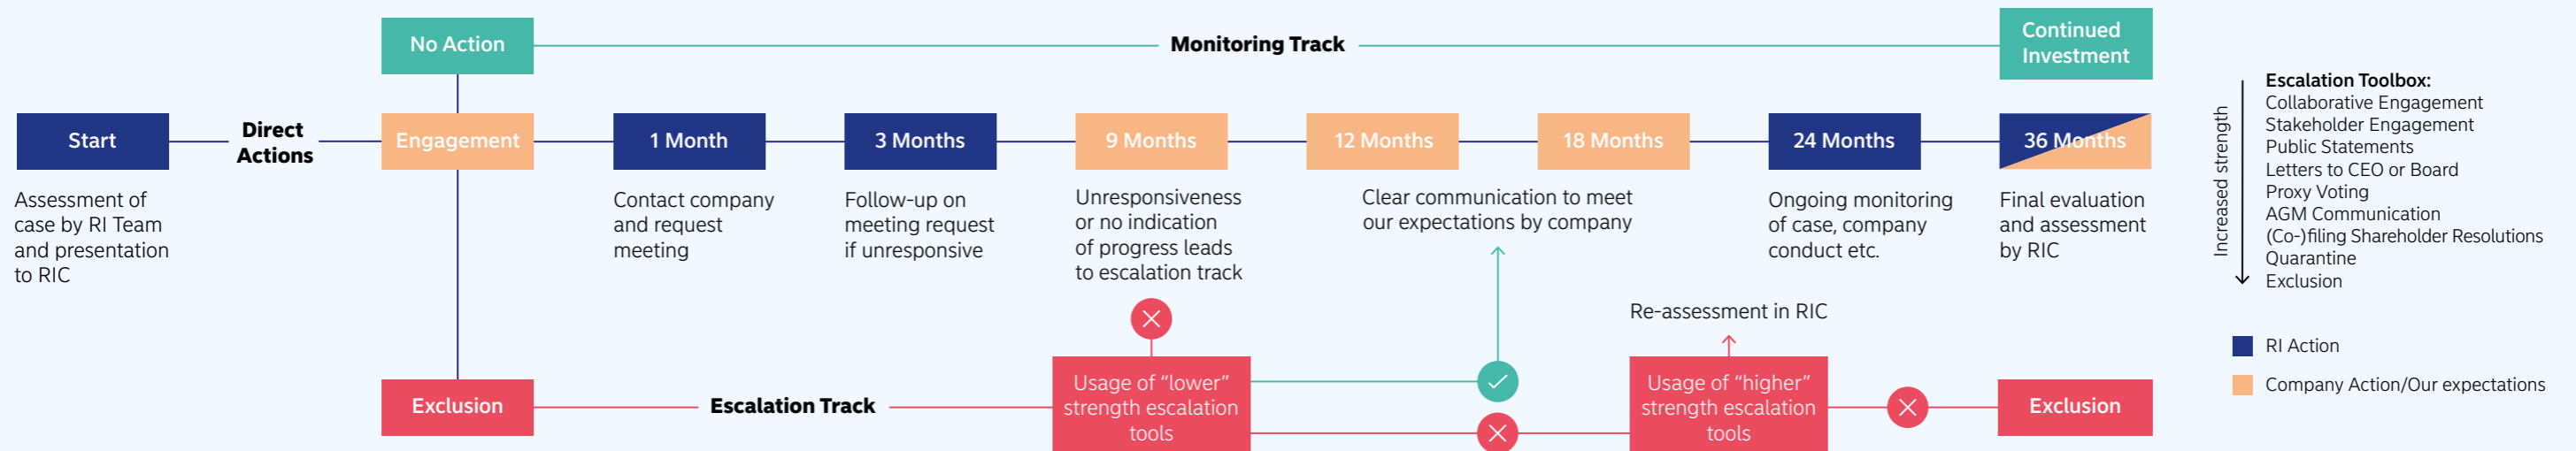 No Action
Monitoring Track
Continued
Investment
Start
Direct
Actions
Engagement
1 Month
3 Months
9 Months
12 Months
18 Months
24 Months
36 Months
Assessment of
case by RI Team
and presentation
to RIC
Contact company
and request
meeting
Follow-up on
meeting request
if unresponsive
Unresponsiveness
or no indication
of progress leads
to escalation track
Clear communication to meet
our expectations by company
Ongoing monitoring
of case, company
conduct etc.
Final evaluation
and assessment
by RIC
Re-assessment in RIC
Exclusion
Escalation Track
Usage of “lower”
strength escalation
tools
Usage of “higher”
strength escalation
tools
Exclusion
Increased strength
Escalation Toolbox:
Collaborative Engagement
Stakeholder Engagement
Public Statements
Letters to CEO or Board
Proxy Voting
AGM Communication
(Co-)filing Shareholder Resolutions
Quarantine
Exclusion
RI Action
Company Action/Our expectations